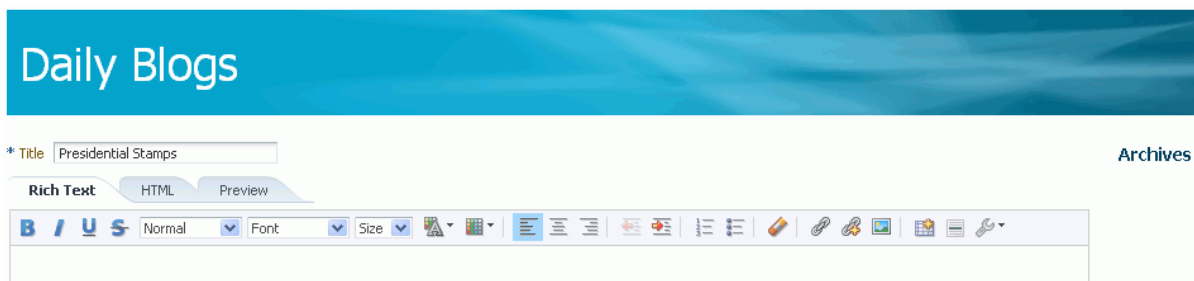 Daily Blogs
* Title Presidential Stamps
Archives
Rich Text HTML Preview
B I U S Normal Font Size A